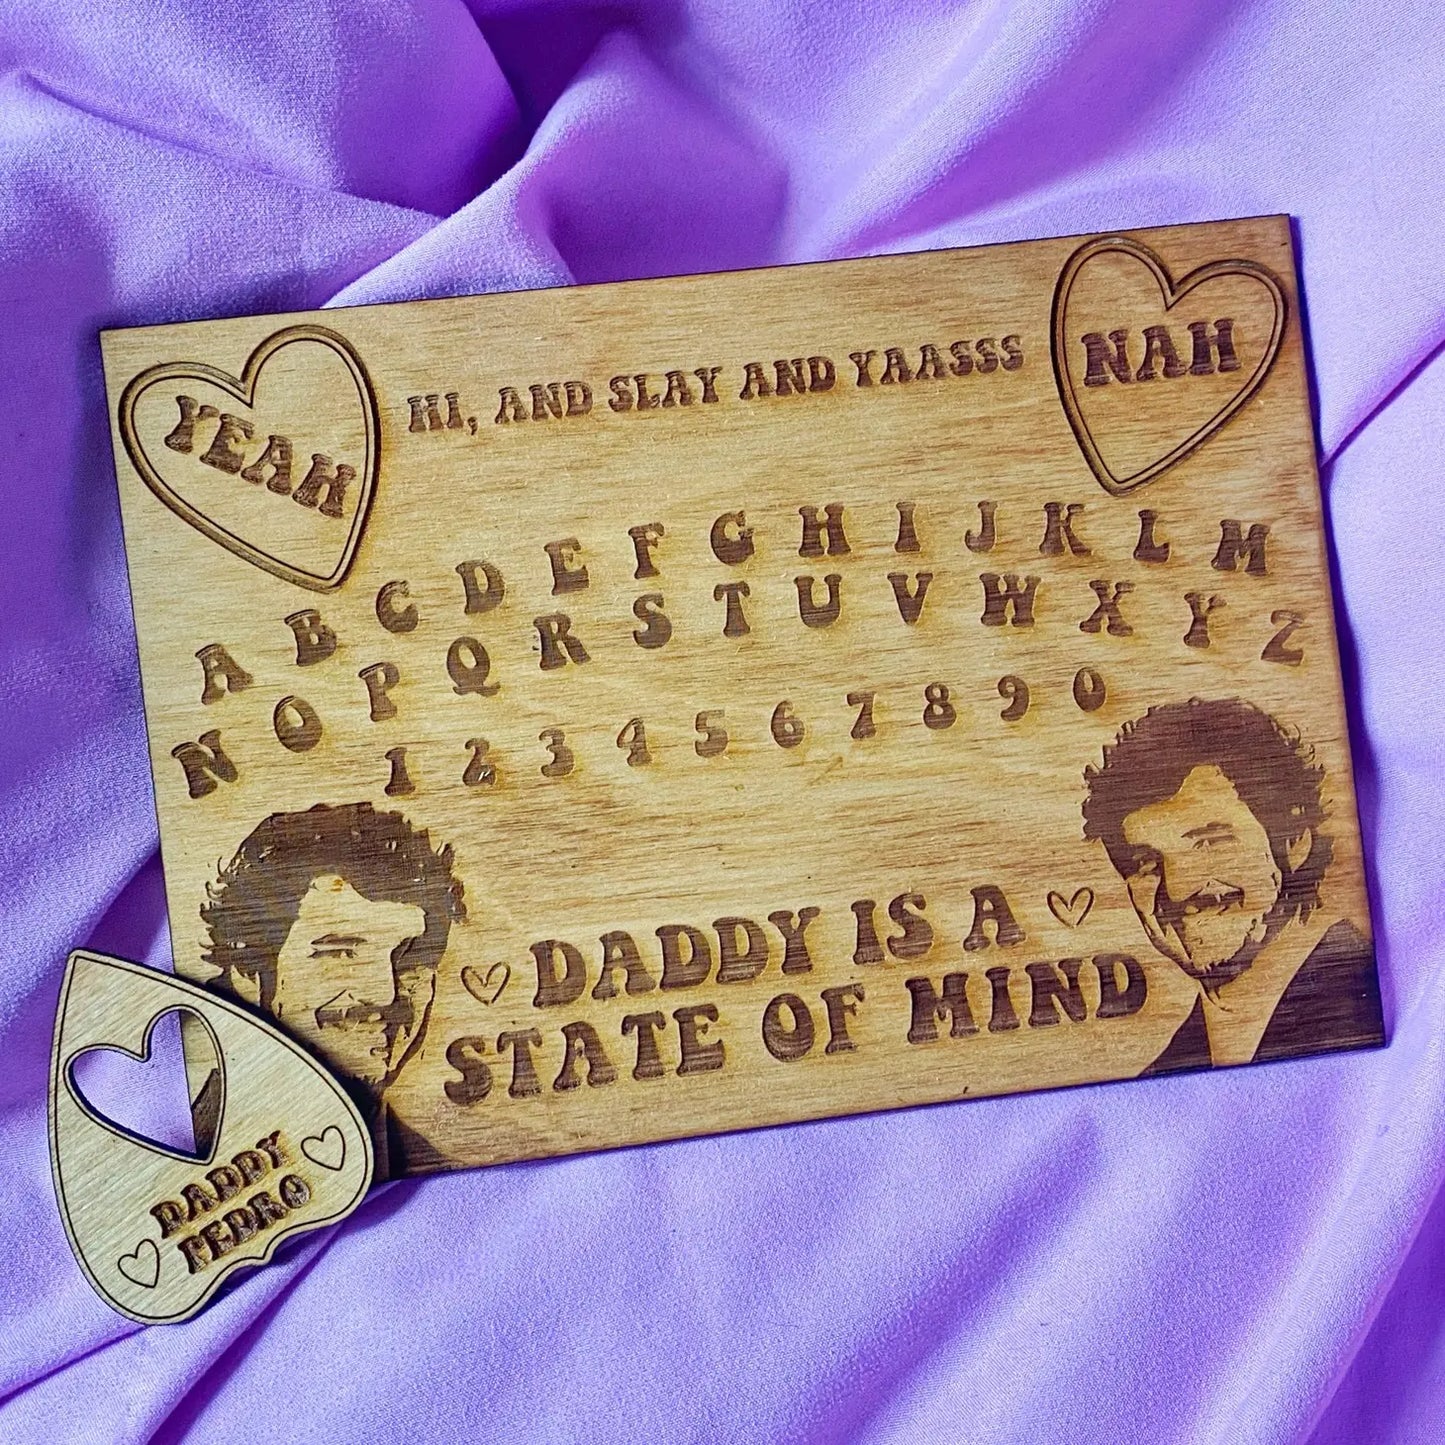 YEAH
HI, AND SLAY AND YAASSS
NAH
A B C D E F G H I J K L M
N O P Q R S T U V W X Y Z
1 2 3 4 5 6 7 8 9 0
DADDY IS A
STATE OF MIND
DADDY
PEDRO